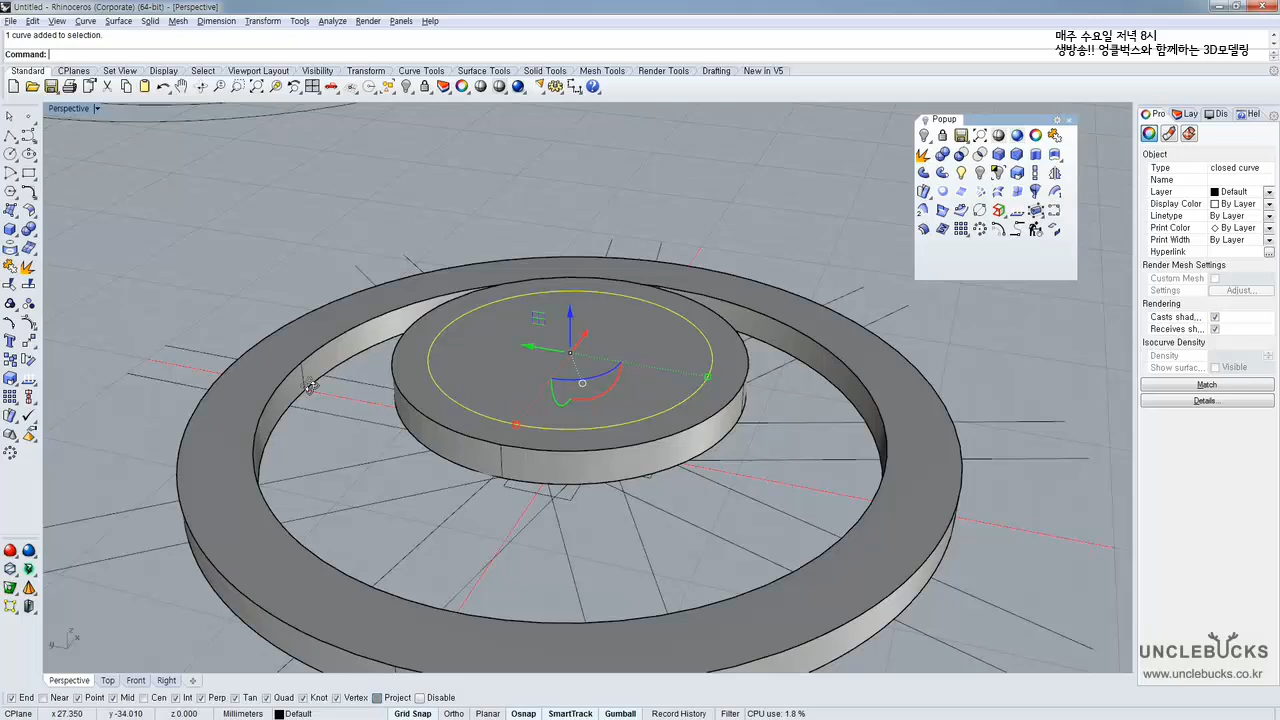 Untitled - Rhinoceros (Corporate) (64-bit) - [Perspective]
File Edit View Curve Surface Solid Mesh Dimension Transform Tools Analyze Render Panels Help
1 curve added to selection.
매주 수요일 저녁 8시
Command:
생방송!! 엉클벅스와 함께하는 3D모델링
Standard CPlanes Set View Display Select Viewport Layout Visibility Transform Curve Tools Surface Tools Solid Tools Mesh Tools Render Tools Drafting New in V5
Perspective
Popup
Pro Lay Dis Hel
Object
Type closed curve
Name
Layer Default
Display Color By Layer
Linetype By Layer
Print Color By Layer
Print Width By Layer
Hyperlink
Render Mesh Settings
Custom Mesh
Settings Adjust...
Rendering
Casts shad...
Receives sh...
Isocurve Density
Density
Show surfac... Visible
Match
Details...
z
x
UNCLEBUCKS
www.unclebucks.co.kr
Perspective Top Front Right
End Near Point Mid Cen Int Perp Tan Quad Knot Vertex Project Disable
CPlane x 27.350 y -34.010 z 0.000 Millimeters Default Grid Snap Ortho Planar Osnap SmartTrack Gumball Record History Filter CPU use: 1.8 %